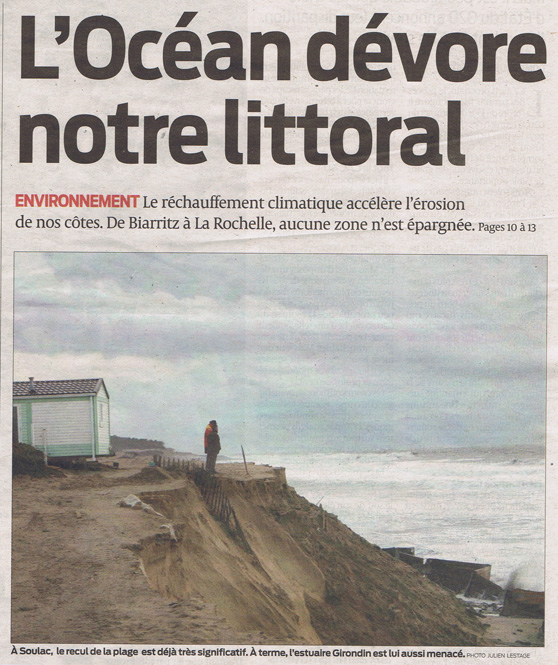 L'Océan dévore
notre littoral
ENVIRONNEMENT Le réchauffement climatique accélère l'érosion
de nos côtes. De Biarritz à La Rochelle, aucune zone n'est épargnée. Pages 10 à 13
À Soulac, le recul de la plage est déjà très significatif. À terme, l'estuaire Girondin est lui aussi menacé. PHOTO JULIEN LESTAGE